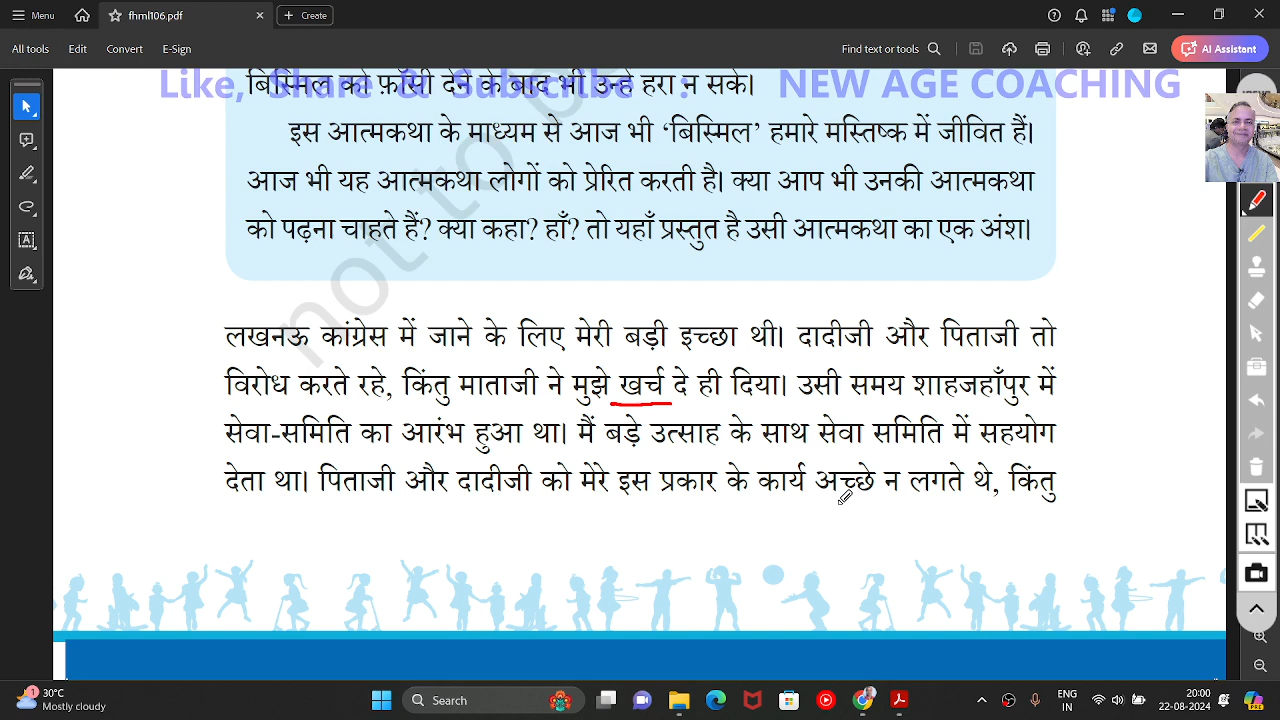 Menu
fhml106.pdf
Create
All tools Edit Convert E-Sign
Find text or tools
AI Assistant
Like, Share & Subscribe : NEW AGE COACHING
बिस्मिल को फ़ाँसी देने के बाद भी उन्हें हरा न सके।
इस आत्मकथा के माध्यम से आज भी ‘बिस्मिल’ हमारे मस्तिष्क में जीवित हैं।
आज भी यह आत्मकथा लोगों को प्रेरित करती है। क्या आप भी उनकी आत्मकथा
को पढ़ना चाहते हैं? क्या कहा? हाँ? तो यहाँ प्रस्तुत है उसी आत्मकथा का एक अंश।
not to b
लखनऊ कांग्रेस में जाने के लिए मेरी बड़ी इच्छा थी। दादीजी और पिताजी तो
विरोध करते रहे, किंतु माताजी ने मुझे खर्च दे ही दिया। उसी समय शाहजहाँपुर में
सेवा-समिति का आरंभ हुआ था। मैं बड़े उत्साह के साथ सेवा समिति में सहयोग
देता था। पिताजी और दादीजी को मेरे इस प्रकार के कार्य अच्छे न लगते थे, किंतु
1
30°C
Mostly cloudy
Search
ENG
IN
20:00
22-08-2024